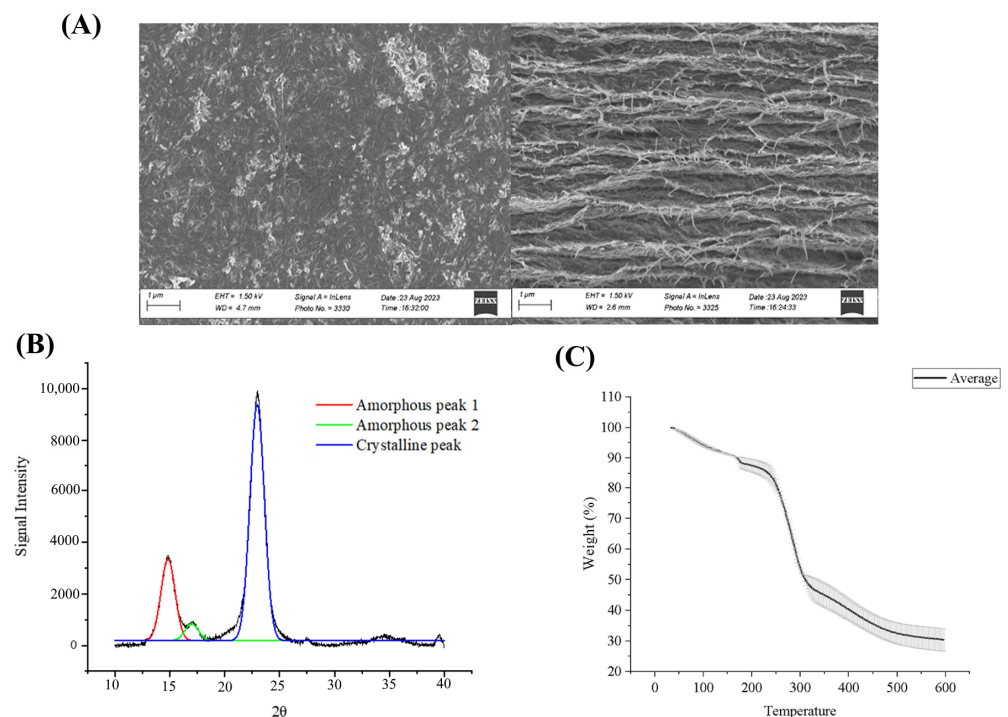 (A)
1 µm
EHT = 1.50 kV
Signal A = InLens
Date :23 Aug 2023
WD = 4.7 mm
Photo No. = 3330
Time :16:32:00
ZEISS
1 µm
EHT = 1.50 kV
Signal A = InLens
Date :23 Aug 2023
WD = 2.6 mm
Photo No. = 3325
Time :16:24:33
ZEISS
(B)
10,000
8000
6000
4000
2000
0
Signal Intensity
Amorphous peak 1
Amorphous peak 2
Crystalline peak
10 15 22 25 30 35 40
2θ
(C)
Average
110
100
90
80
70
60
50
40
30
20
Weight (%)
0 100 200 300 400 500 600
Temperature